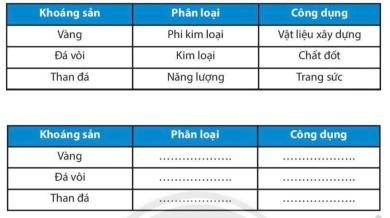 Khoáng sản Phân loại Công dụng
Vàng Phi kim loại Vật liệu xây dựng
Đá vôi Kim loại Chất đốt
Than đá Năng lượng Trang sức
Khoáng sản Phân loại Công dụng
Vàng ...................... ......................
Đá vôi ...................... ......................
Than đá ...................... ......................